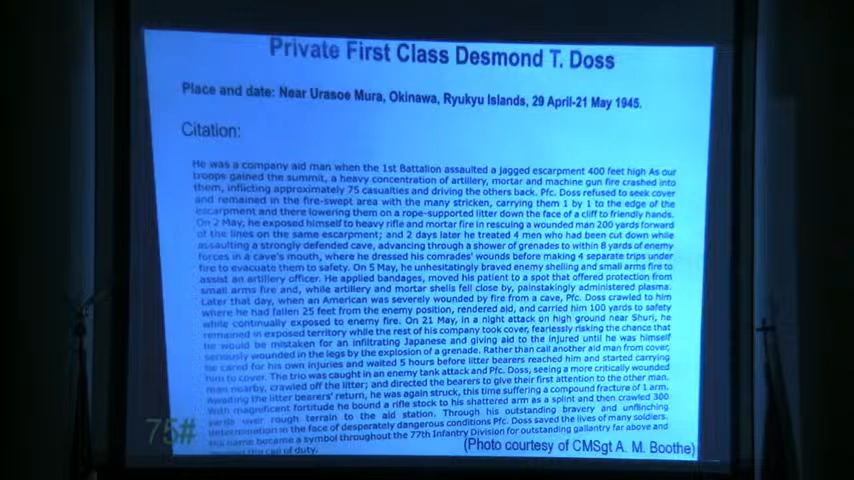 Private First Class Desmond T. Doss
Place and date: Near Urasoe Mura, Okinawa, Ryukyu Islands, 29 April-21 May 1945.
Citation:
He was a company aid man when the 1st Battalion assaulted a jagged escarpment 400 feet high As our
troops gained the summit, a heavy concentration of artillery, mortar and machine gun fire crashed into
them, inflicting approximately 75 casualties and driving the others back. Pfc. Doss refused to seek cover
and remained in the fire-swept area with the many stricken, carrying them 1 by 1 to the edge of the
escarpment and there lowering them on a rope-supported litter down the face of a cliff to friendly hands.
On 2 May, he exposed himself to heavy rifle and mortar fire in rescuing a wounded man 200 yards forward
of the lines on the same escarpment; and 2 days later he treated 4 men who had been cut down while
assaulting a strongly defended cave, advancing through a shower of grenades to within 8 yards of enemy
forces in a cave's mouth, where he dressed his comrades' wounds before making 4 separate trips under
fire to evacuate them to safety. On 5 May, he unhesitatingly braved enemy shelling and small arms fire to
assist an artillery officer. He applied bandages, moved his patient to a spot that offered protection from
small arms fire and, while artillery and mortar shells fell close by, painstakingly administered plasma.
Later that day, when an American was severely wounded by fire from a cave, Pfc. Doss crawled to him
where he had fallen 25 feet from the enemy position, rendered aid, and carried him 100 yards to safety
while continually exposed to enemy fire. On 21 May, in a night attack on high ground near Shuri, he
remained in exposed territory while the rest of his company took cover, fearlessly risking the chance that
he would be mistaken for an infiltrating Japanese and giving aid to the injured until he was himself
seriously wounded in the legs by the explosion of a grenade. Rather than call another aid man from cover,
he cared for his own injuries and waited 5 hours before litter bearers reached him and started carrying
him to cover. The trio was caught in an enemy tank attack and Pfc. Doss, seeing a more critically wounded
man nearby, crawled off the litter; and directed the bearers to give their first attention to the other man.
Awaiting the litter bearers' return, he was again struck, this time suffering a compound fracture of 1 arm.
With magnificent fortitude he bound a rifle stock to his shattered arm as a splint and then crawled 300
yards over rough terrain to the aid station. Through his outstanding bravery and unflinching
determination in the face of desperately dangerous conditions Pfc. Doss saved the lives of many soldiers.
His name became a symbol throughout the 77th Infantry Division for outstanding gallantry far above and
beyond the call of duty.
75#
(Photo courtesy of CMSgt A. M. Boothe)